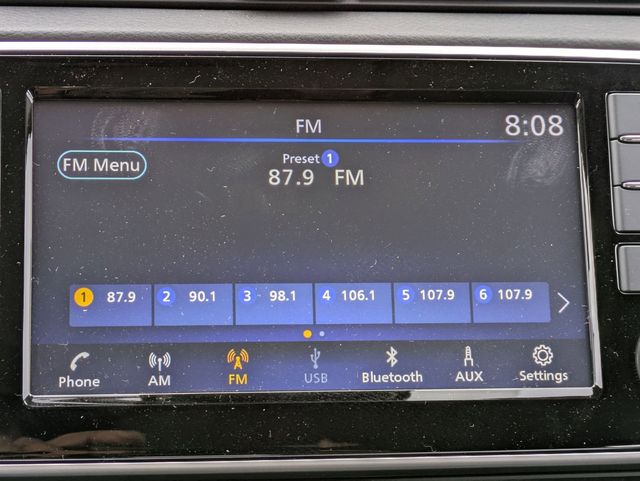 FM
8:08
FM Menu
Preset 1
87.9 FM
1 87.9 2 90.1 3 98.1 4 106.1 5 107.9 6 107.9
Phone AM FM USB Bluetooth AUX Settings